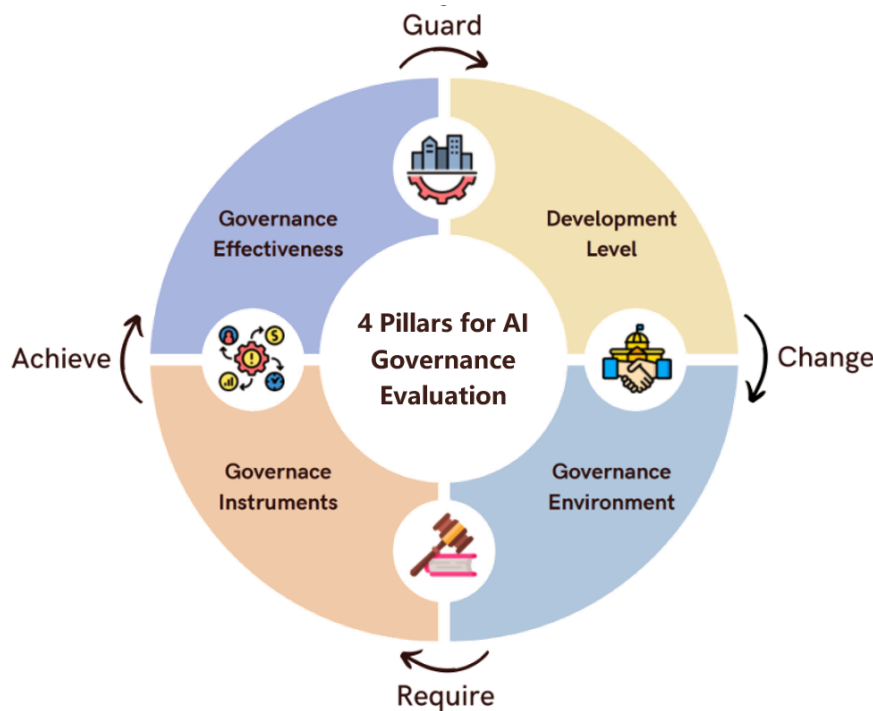 Guard
Governance
Effectiveness
Development
Level
4 Pillars for AI
Governance
Evaluation
Achieve
Change
Governace
Instruments
Governance
Environment
Require